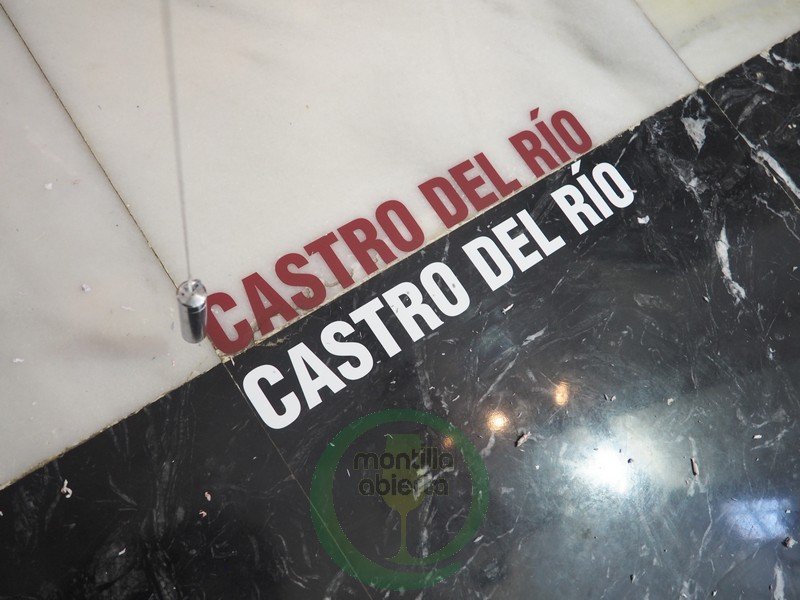 CASTRO DEL RÍO
CASTRO DEL RÍO
montilla
abierta